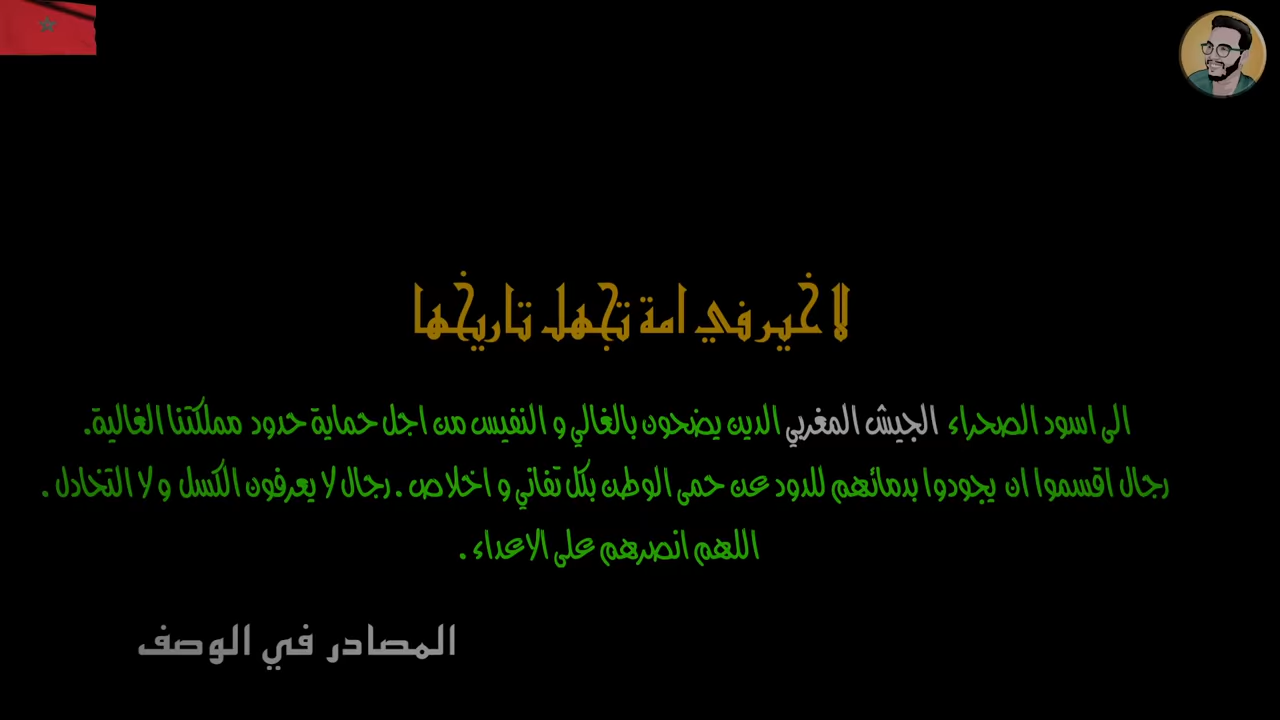 لا خير في امة تجهل تاريخها
الى اسود الصحراء الجيش المغربي الدين يضحون بالغالي و النفيس من اجل حماية حدود مملكتنا الغالية.
رجال اقسموا ان يجودوا بدمائهم للدود عن حمى الوطن بكل تفاني و اخلاص . رجال لا يعرفون الكسل و لا التخادل .
اللهم انصرهم على الاعداء .
المصادر في الوصف